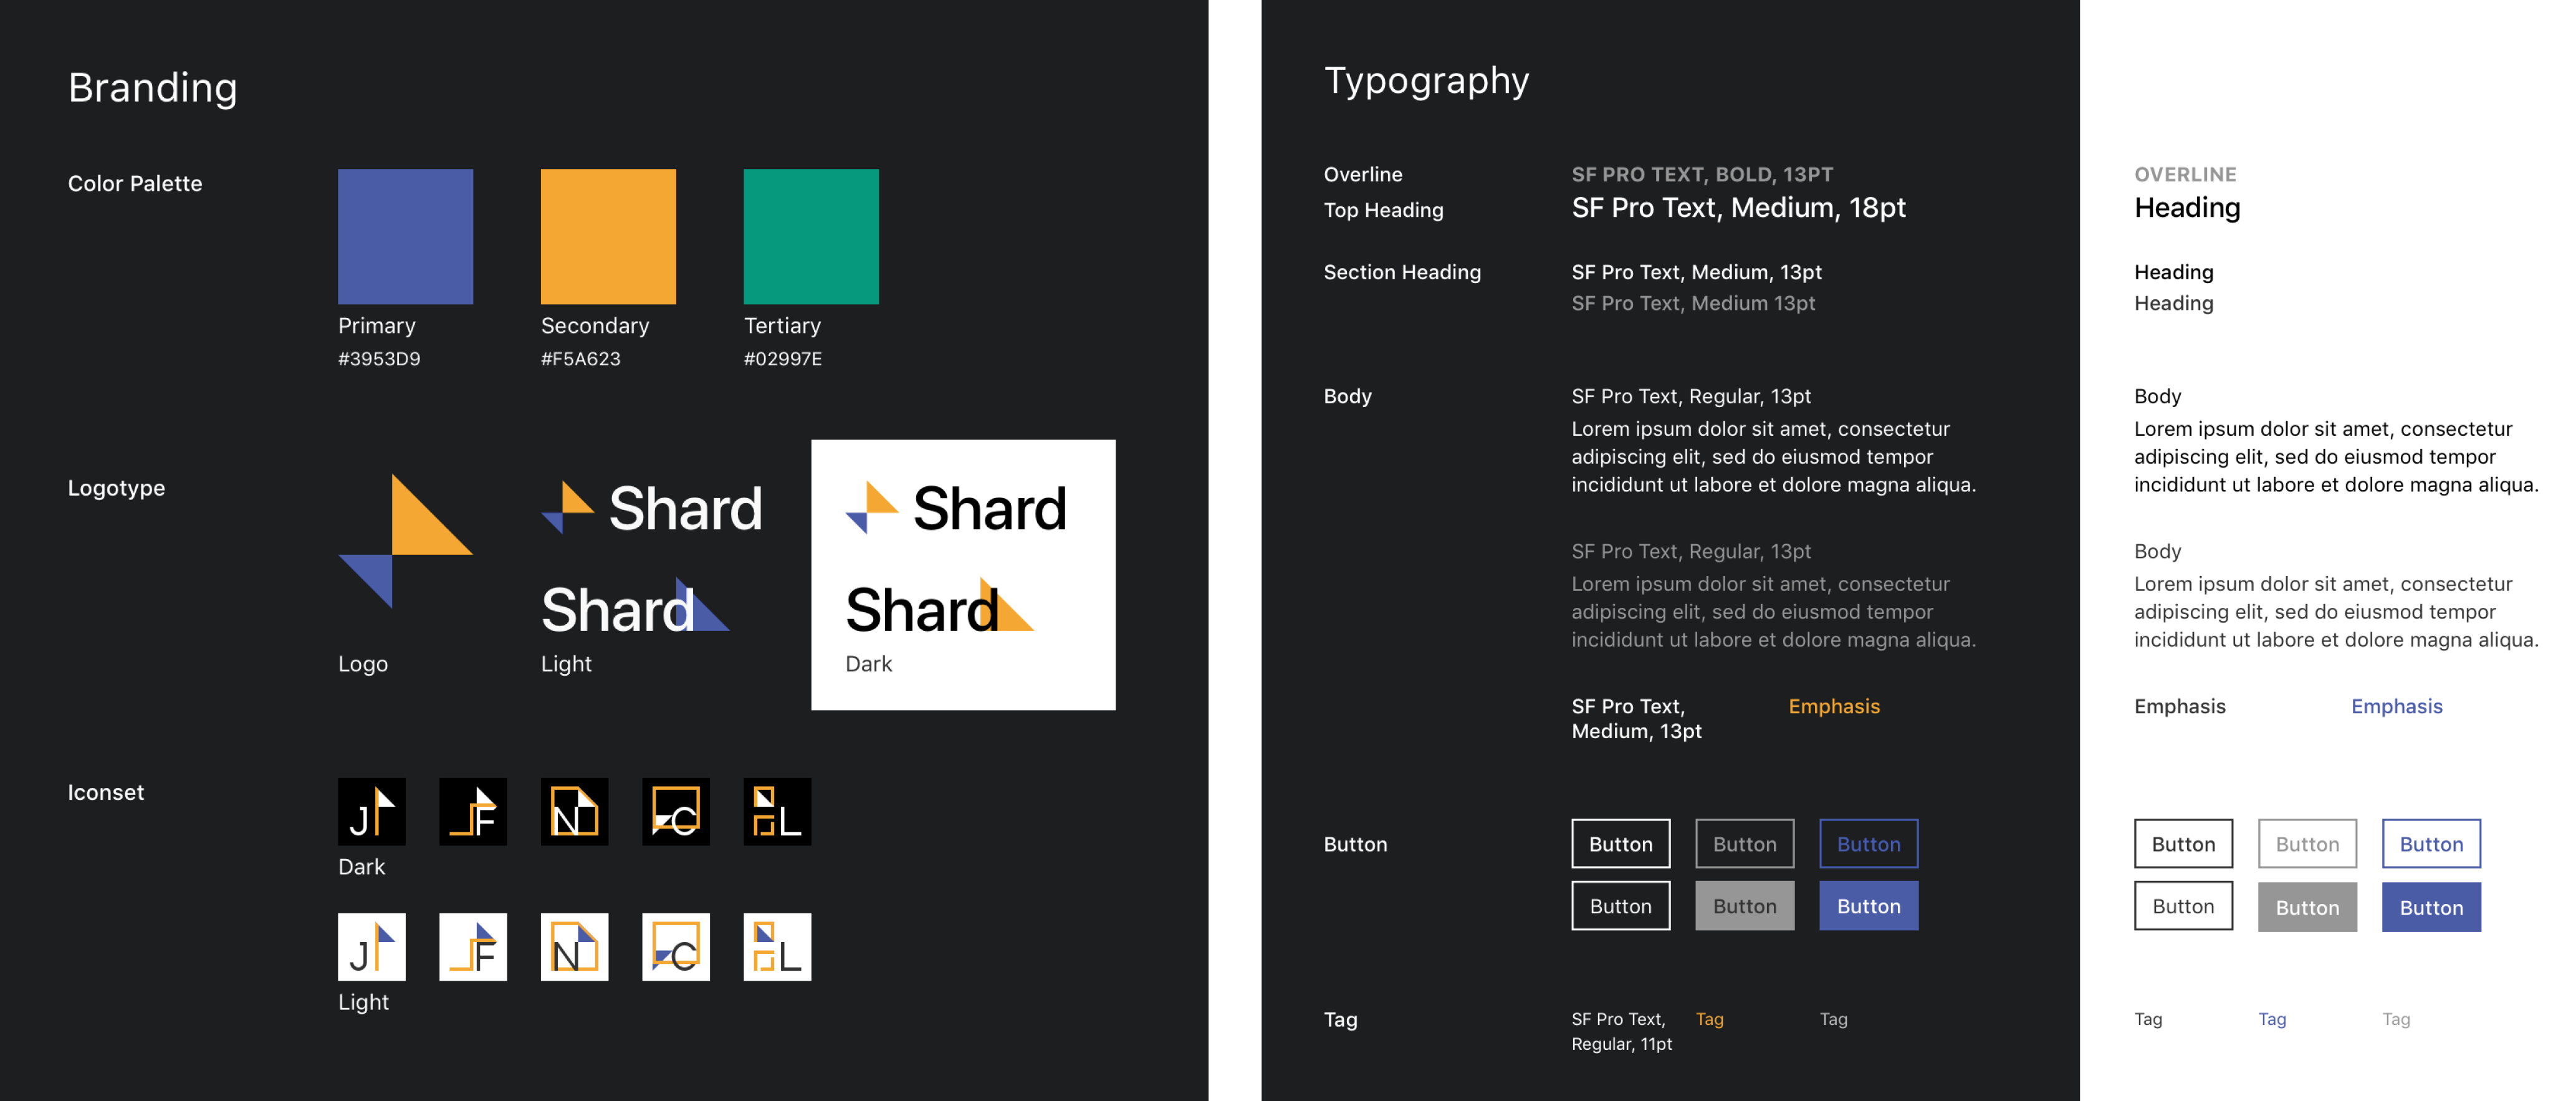 Branding
Color Palette
Primary
#3953D9
Secondary
#F5A623
Tertiary
#02997E
Logotype
Logo
Shard
Shard
Light
Shard
Shard
Dark
Iconset
J
F
N
C
L
Dark
J
F
N
C
L
Light
Typography
Overline
SF PRO TEXT, BOLD, 13PT
OVERLINE
Top Heading
SF Pro Text, Medium, 18pt
Heading
Section Heading
SF Pro Text, Medium, 13pt
Heading
SF Pro Text, Medium 13pt
Heading
Body
SF Pro Text, Regular, 13pt
Lorem ipsum dolor sit amet, consectetur
adipiscing elit, sed do eiusmod tempor
incididunt ut labore et dolore magna aliqua.
Body
Lorem ipsum dolor sit amet, consectetur
adipiscing elit, sed do eiusmod tempor
incididunt ut labore et dolore magna aliqua.
SF Pro Text, Regular, 13pt
Lorem ipsum dolor sit amet, consectetur
adipiscing elit, sed do eiusmod tempor
incididunt ut labore et dolore magna aliqua.
Body
Lorem ipsum dolor sit amet, consectetur
adipiscing elit, sed do eiusmod tempor
incididunt ut labore et dolore magna aliqua.
SF Pro Text,
Medium, 13pt
Emphasis
Emphasis
Emphasis
Button
Button
Button
Button
Button
Button
Button
Button
Button
Button
Button
Button
Button
Tag
SF Pro Text,
Regular, 11pt
Tag
Tag
Tag
Tag
Tag